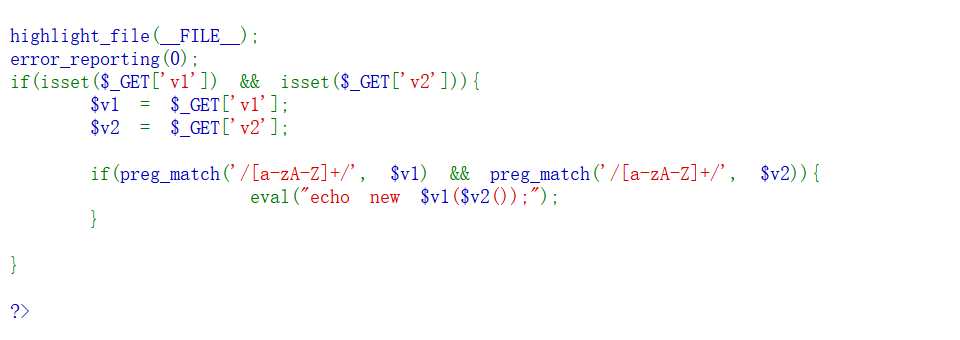 highlight_file(__FILE__);
error_reporting(0);
if(isset($_GET['v1']) && isset($_GET['v2'])){
$v1 = $_GET['v1'];
$v2 = $_GET['v2'];
if(preg_match('/[a-zA-Z]+/', $v1) && preg_match('/[a-zA-Z]+/', $v2)){
eval("echo new $v1($v2());");
}
}
?>